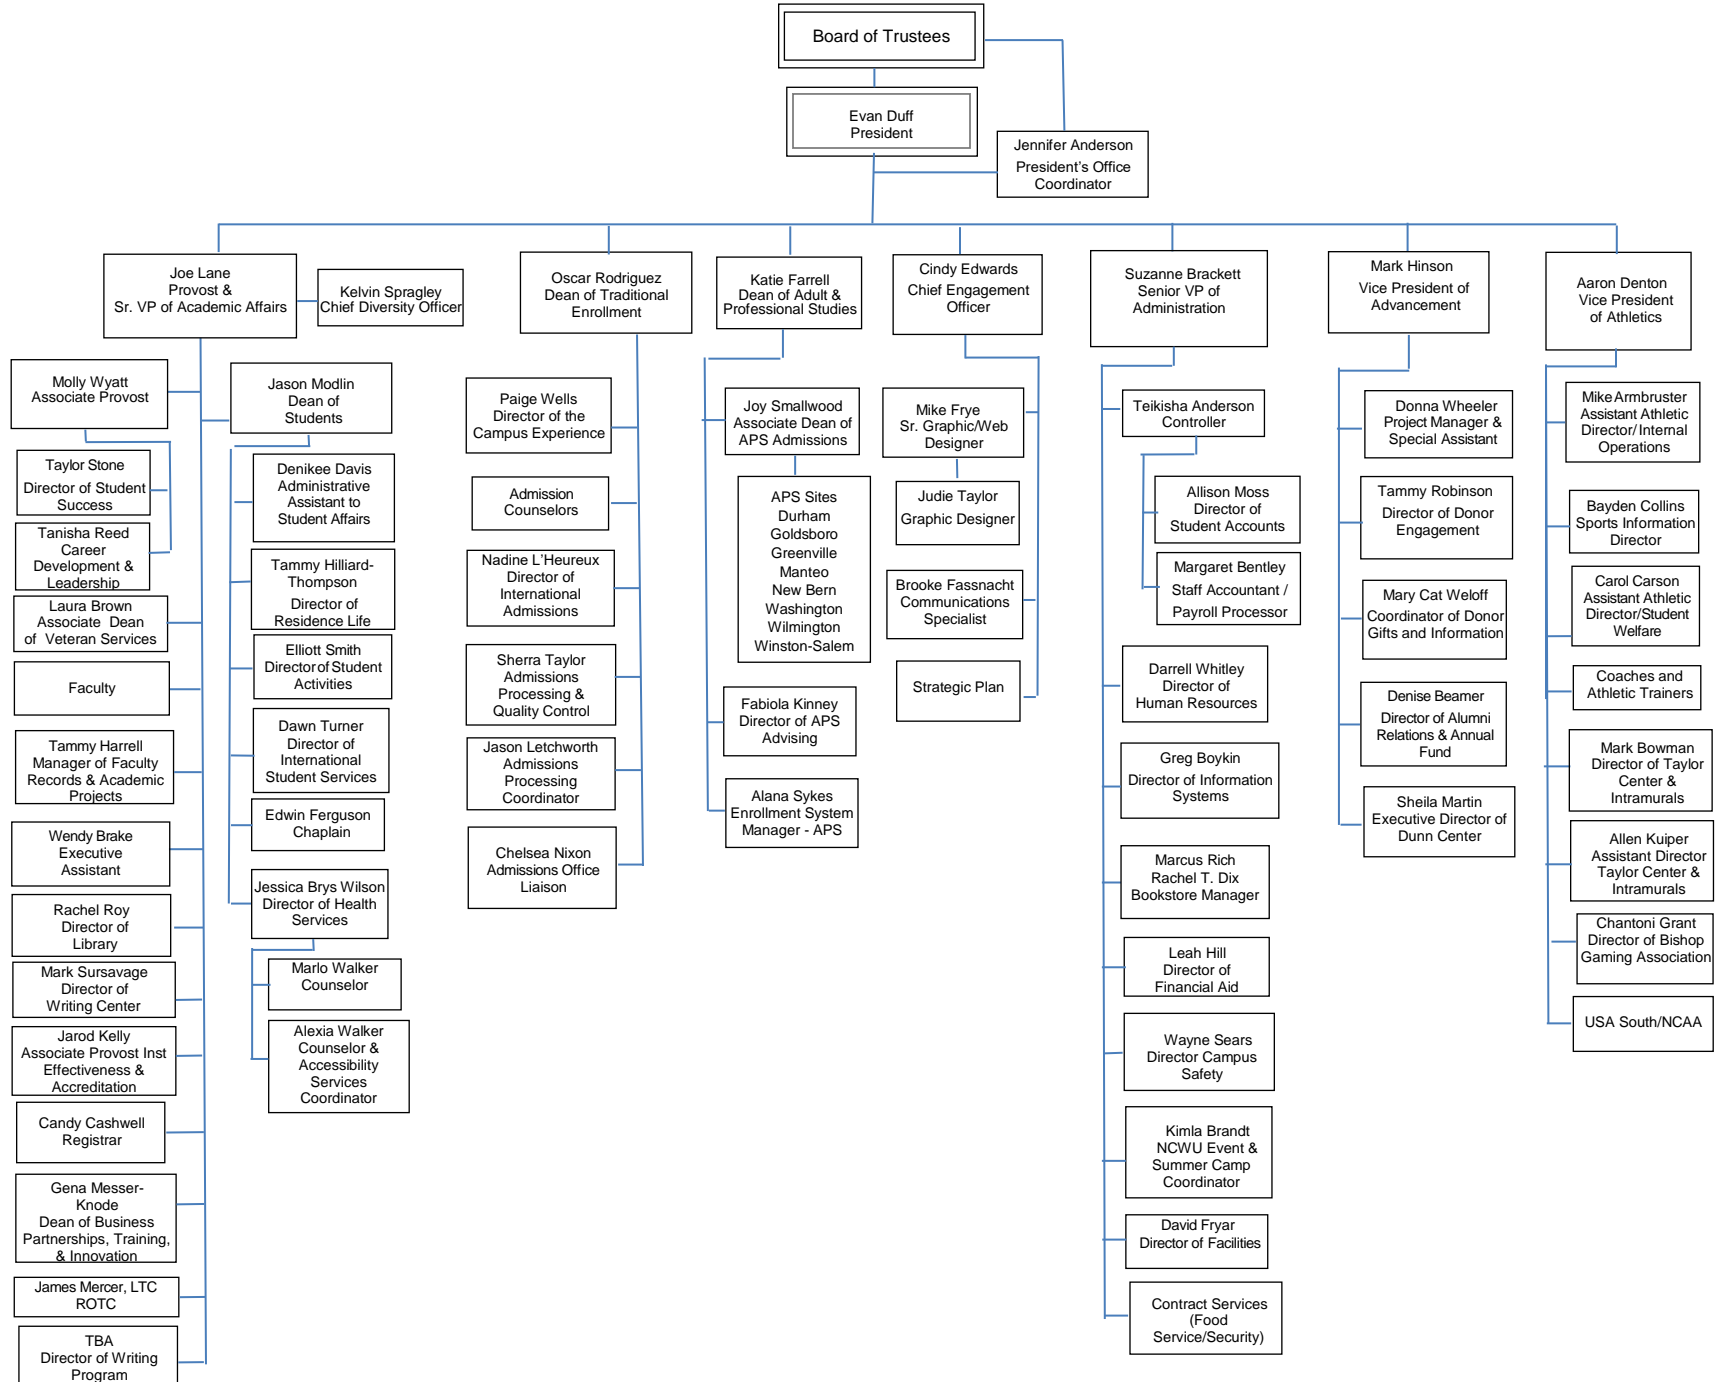 Board of Trustees
Evan Duff
President
Jennifer Anderson
President's Office
Coordinator
Joe Lane
Provost &
Sr. VP of Academic Affairs
Kelvin Spragley
Chief Diversity Officer
Oscar Rodriguez
Dean of Traditional
Enrollment
Katie Farrell
Dean of Adult &
Professional Studies
Cindy Edwards
Chief Engagement
Officer
Suzanne Brackett
Senior VP of
Administration
Mark Hinson
Vice President of
Advancement
Aaron Denton
Vice President
of Athletics
Molly Wyatt
Associate Provost
Taylor Stone
Director of Student
Success
Tanisha Reed
Career
Development &
Leadership
Laura Brown
Associate Dean
of Veteran Services
Faculty
Tammy Harrell
Manager of Faculty
Records & Academic
Projects
Wendy Brake
Executive
Assistant
Rachel Roy
Director of
Library
Mark Sursavage
Director of
Writing Center
Jarod Kelly
Associate Provost Inst
Effectiveness &
Accreditation
Candy Cashwell
Registrar
Gena Messer-
Knode
Dean of Business
Partnerships, Training,
& Innovation
James Mercer, LTC
ROTC
TBA
Director of Writing
Program
Jason Modlin
Dean of
Students
Denikee Davis
Administrative
Assistant to
Student Affairs
Tammy Hilliard-
Thompson
Director of
Residence Life
Elliott Smith
Director of Student
Activities
Dawn Turner
Director of
International
Student Services
Edwin Ferguson
Chaplain
Jessica Brys Wilson
Director of Health
Services
Marlo Walker
Counselor
Alexia Walker
Counselor &
Accessibility
Services
Coordinator
Paige Wells
Director of the
Campus Experience
Admission
Counselors
Nadine L'Heureux
Director of
International
Admissions
Sherra Taylor
Admissions
Processing &
Quality Control
Jason Letchworth
Admissions
Processing
Coordinator
Chelsea Nixon
Admissions Office
Liaison
Joy Smallwood
Associate Dean of
APS Admissions
APS Sites
Durham
Goldsboro
Greenville
Manteo
New Bern
Washington
Wilmington
Winston-Salem
Fabiola Kinney
Director of APS
Advising
Alana Sykes
Enrollment System
Manager - APS
Mike Frye
Sr. Graphic/Web
Designer
Judie Taylor
Graphic Designer
Brooke Fassnacht
Communications
Specialist
Strategic Plan
Teikisha Anderson
Controller
Allison Moss
Director of
Student Accounts
Margaret Bentley
Staff Accountant /
Payroll Processor
Darrell Whitley
Director of
Human Resources
Greg Boykin
Director of Information
Systems
Marcus Rich
Rachel T. Dix
Bookstore Manager
Leah Hill
Director of
Financial Aid
Wayne Sears
Director Campus
Safety
Kimla Brandt
NCWU Event &
Summer Camp
Coordinator
David Fryar
Director of Facilities
Contract Services
(Food
Service/Security)
Donna Wheeler
Project Manager &
Special Assistant
Tammy Robinson
Director of Donor
Engagement
Mary Cat Weloff
Coordinator of Donor
Gifts and Information
Denise Beamer
Director of Alumni
Relations & Annual
Fund
Sheila Martin
Executive Director of
Dunn Center
Mike Armbruster
Assistant Athletic
Director/ Internal
Operations
Bayden Collins
Sports Information
Director
Carol Carson
Assistant Athletic
Director/Student
Welfare
Coaches and
Athletic Trainers
Mark Bowman
Director of Taylor
Center &
Intramurals
Allen Kuiper
Assistant Director
Taylor Center &
Intramurals
Chantoni Grant
Director of Bishop
Gaming Association
USA South/NCAA